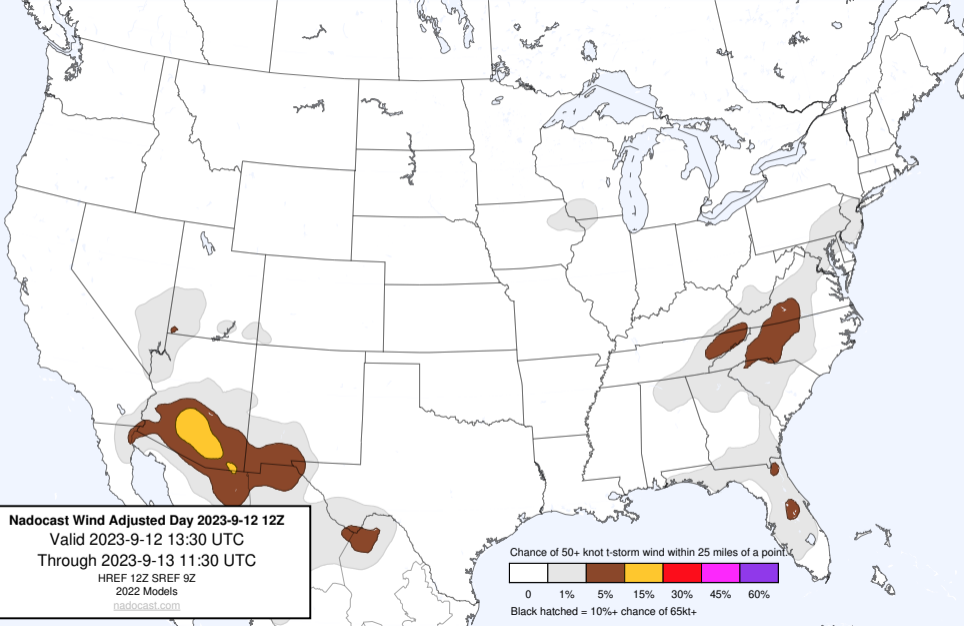 Nadocast Wind Adjusted Day 2023-9-12 12Z
Valid 2023-9-12 13:30 UTC
Through 2023-9-13 11:30 UTC
HREF 12Z SREF 9Z
2022 Models
nadocast.com
Chance of 50+ knot t-storm wind within 25 miles of a point.
0 1% 5% 15% 30% 45% 60%
Black hatched = 10%+ chance of 65kt+